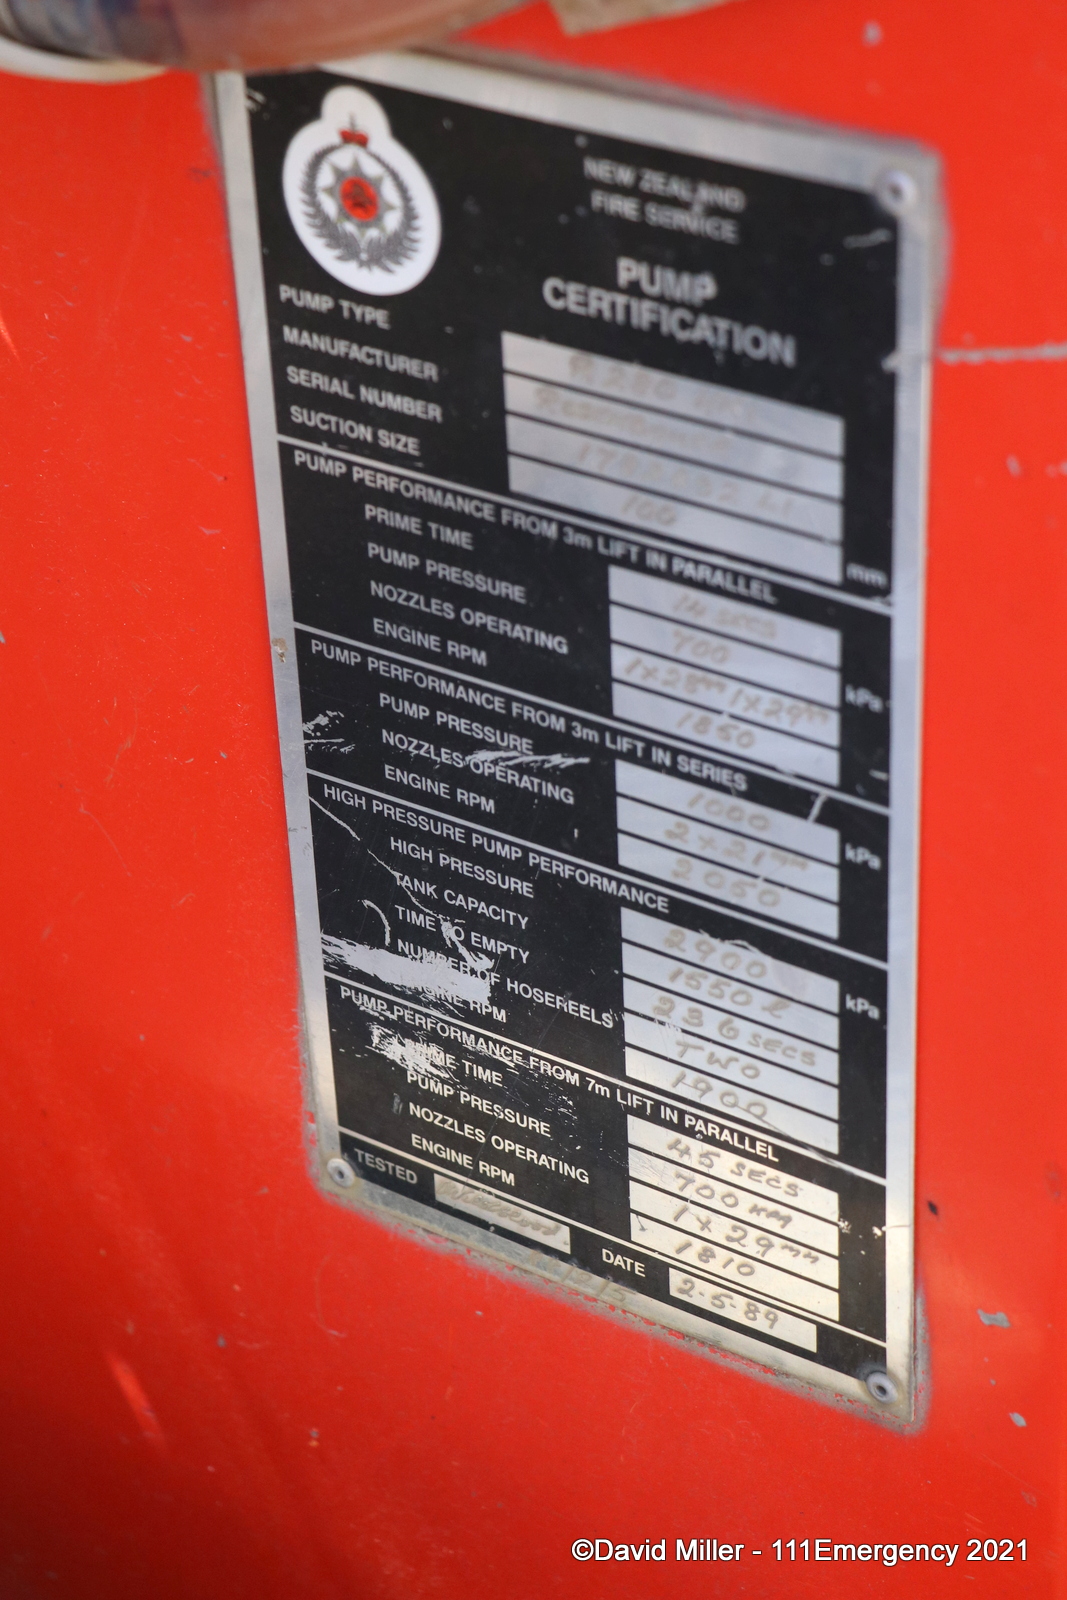 NEW ZEALAND
FIRE SERVICE
PUMP
CERTIFICATION
PUMP TYPE
MANUFACTURER
SERIAL NUMBER
SUCTION SIZE 100 mm
PUMP PERFORMANCE FROM 3m LIFT IN PARALLEL
PRIME TIME 14 SECS
PUMP PRESSURE 700 kPa
NOZZLES OPERATING 1x28mm 1x29mm
ENGINE RPM 1850
PUMP PERFORMANCE FROM 3m LIFT IN SERIES
PUMP PRESSURE 1000 kPa
NOZZLES OPERATING 2x21mm
ENGINE RPM 2050
HIGH PRESSURE PUMP PERFORMANCE
HIGH PRESSURE 2900 kPa
TANK CAPACITY 1550 l
TIME TO EMPTY 236 SECS
NUMBER OF HOSEREELS TWO
ENGINE RPM 1900
PUMP PERFORMANCE FROM 7m LIFT IN PARALLEL
PRIME TIME 45 SECS
PUMP PRESSURE 700
NOZZLES OPERATING 1x29mm
ENGINE RPM 1810
TESTED DATE 2-5-89
©David Miller - 111Emergency 2021